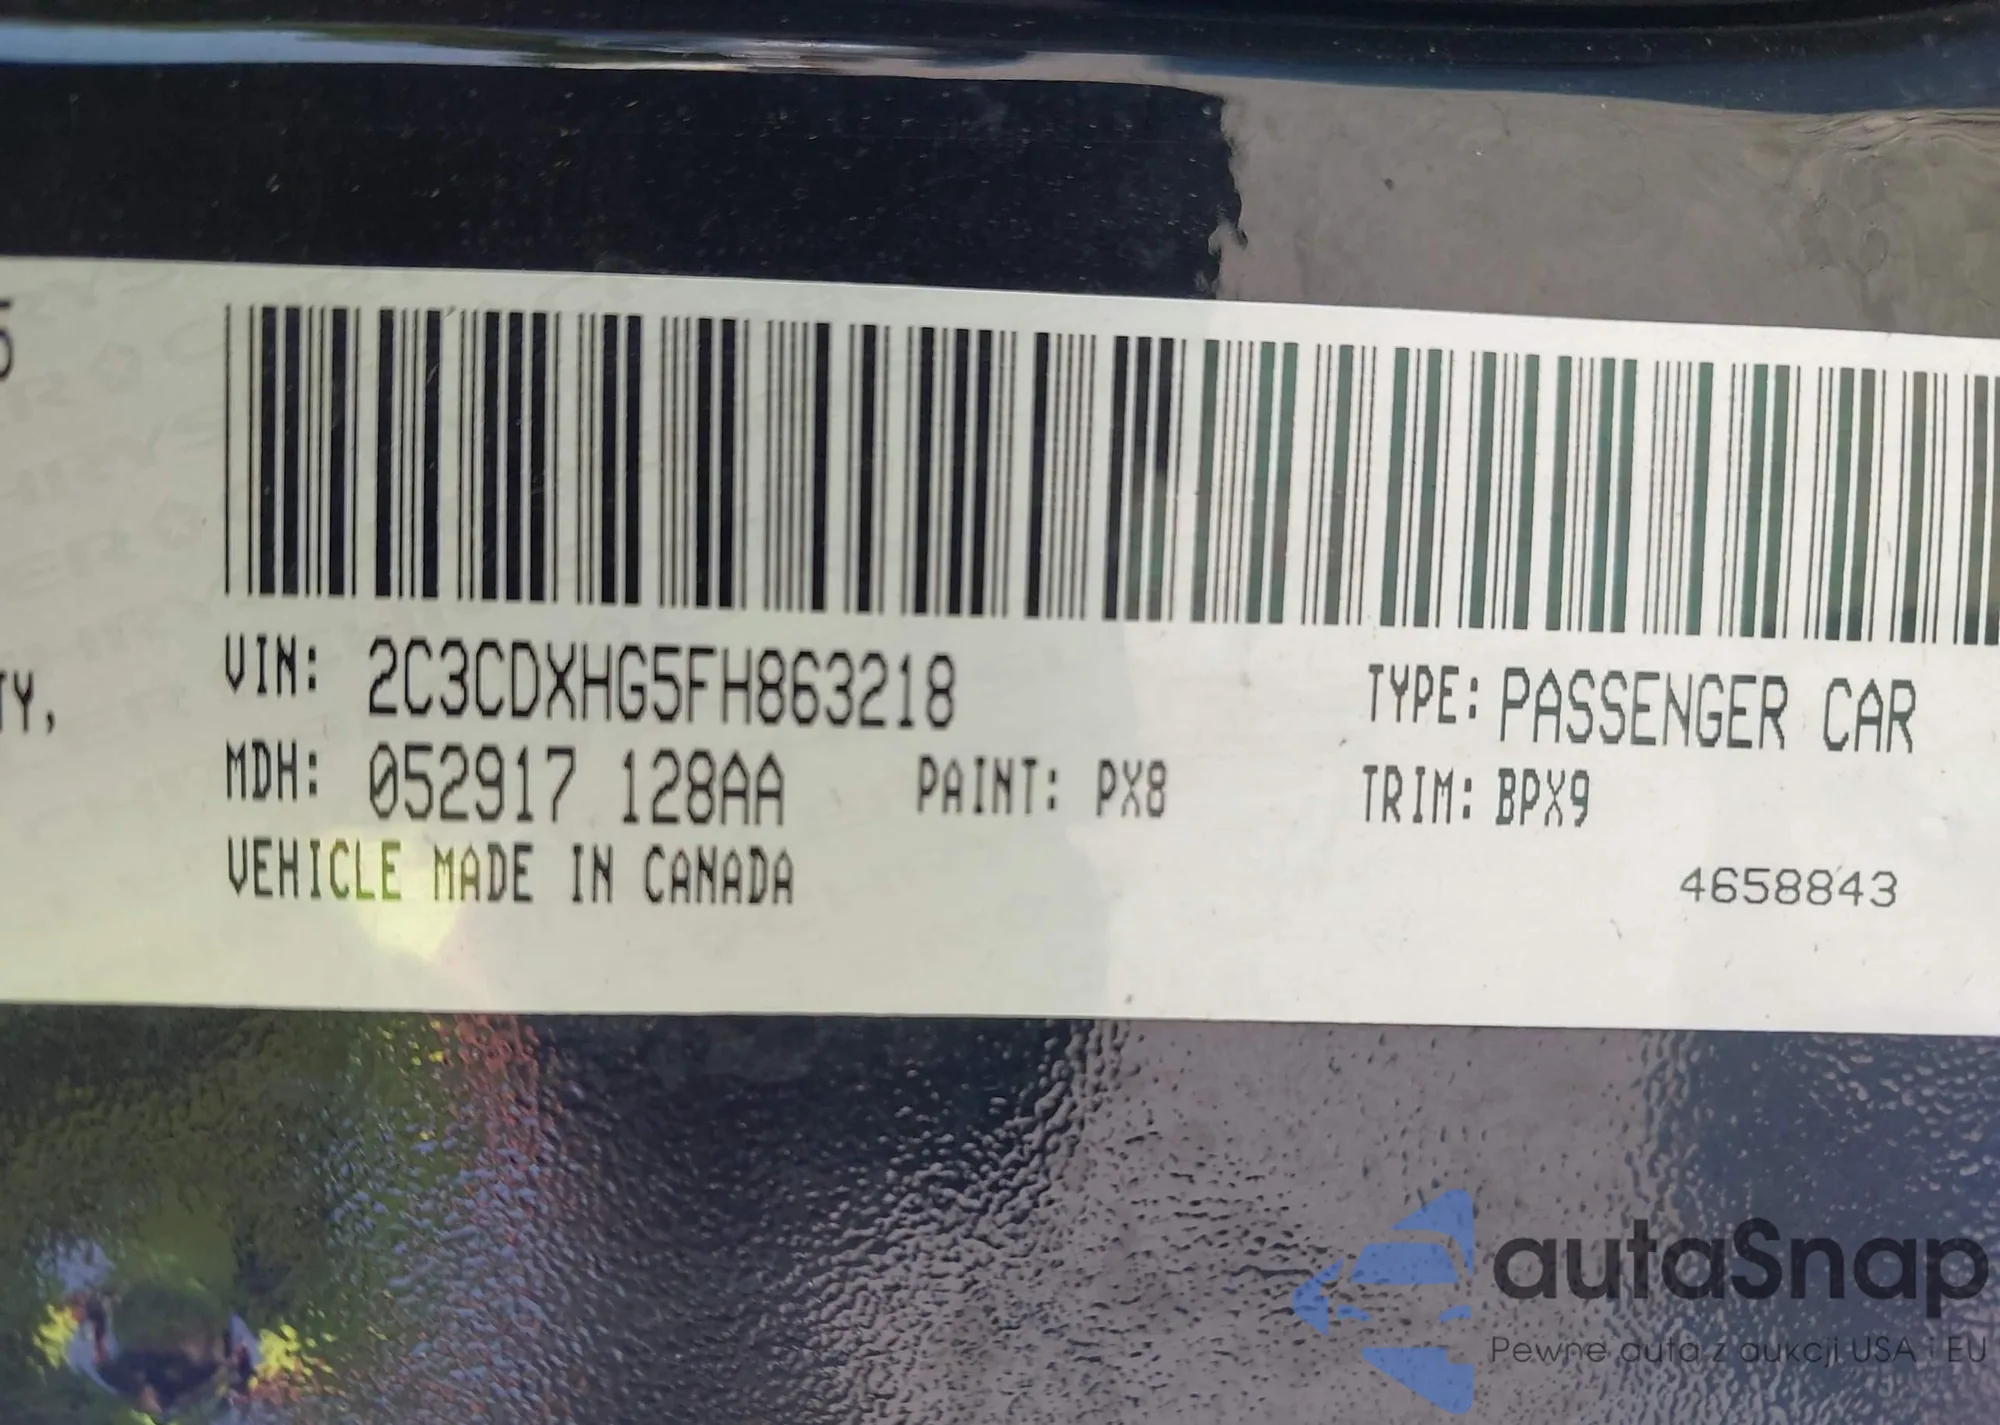 TY,
VIN: 2C3CDXHG5FH863218
TYPE: PASSENGER CAR
MDH: 052917 128AA
PAINT: PX8
TRIM: BPX9
VEHICLE MADE IN CANADA
4658843
autaSnap
Pewne auta z aukcji USA i EU